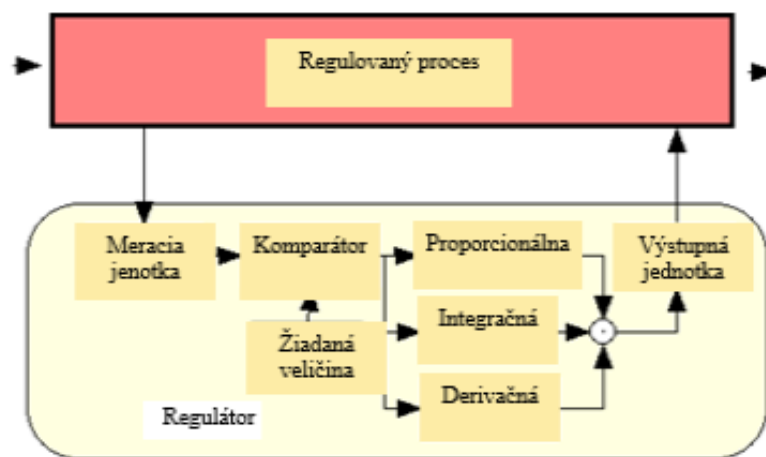 Regulovaný proces
Meracia
jenotka
Komparátor
Proporcionálna
Výstupná
jednotka
Integračná
Žiadaná
veličina
Derivačná
Regulátor